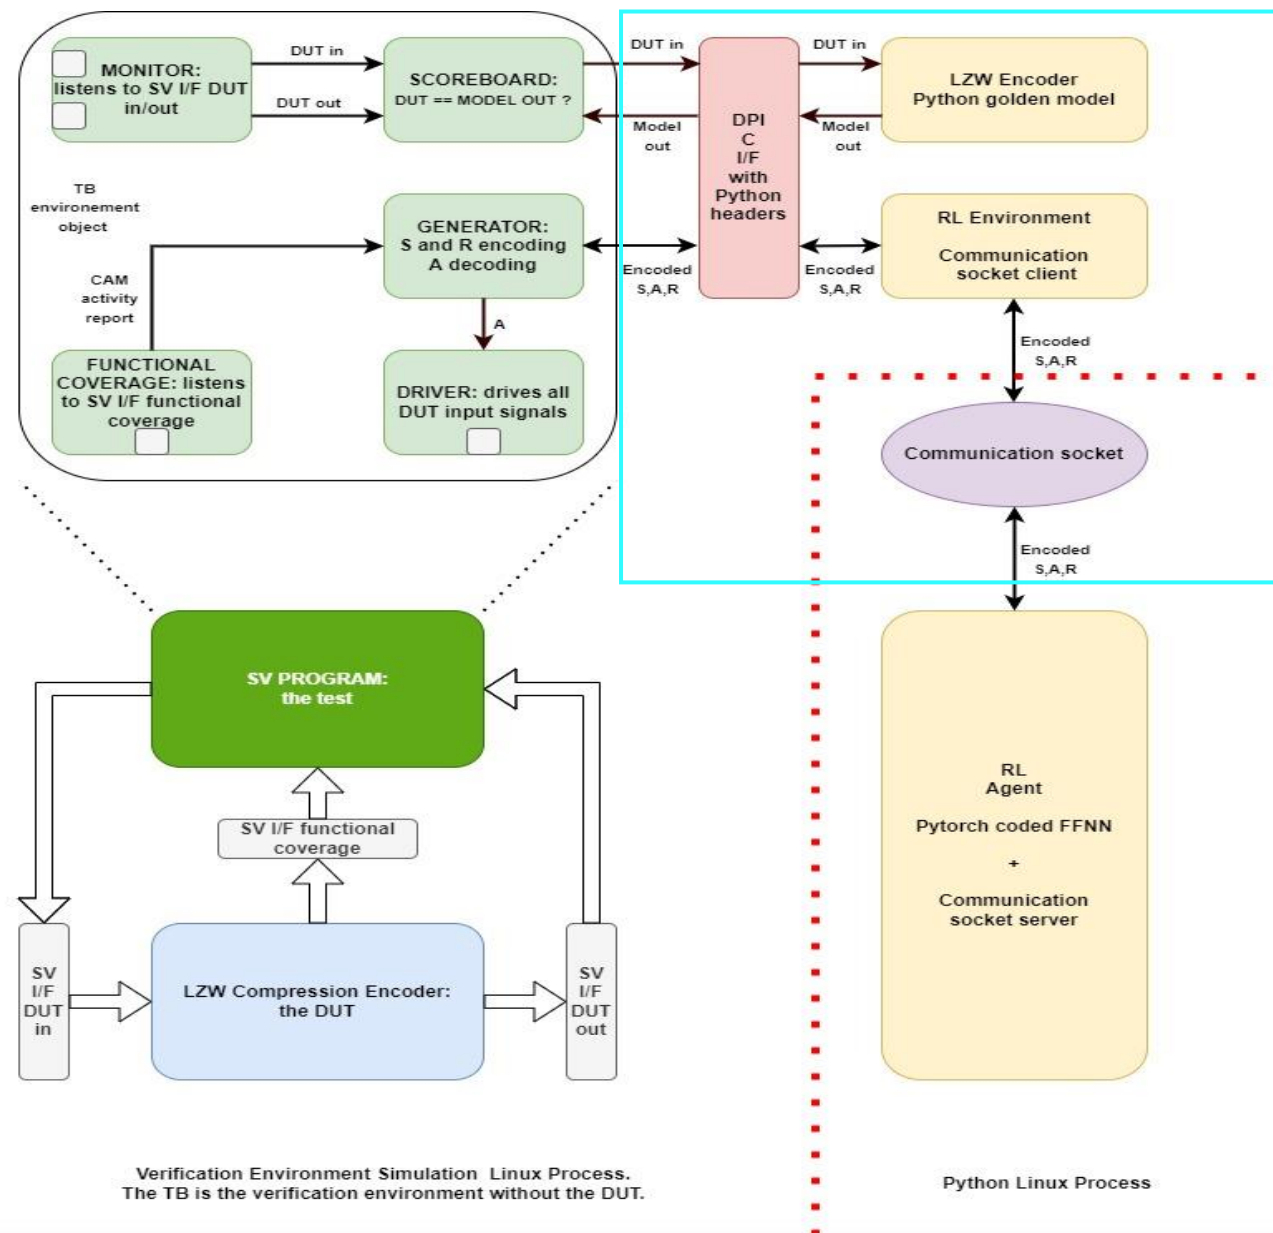 MONITOR:
listens to SV I/F DUT
in/out
DUT in
DUT out
SCOREBOARD:
DUT == MODEL OUT ?
DUT in
Model
out
DPI
C
I/F
with
Python
headers
DUT in
Model
out
LZW Encoder
Python golden model
TB
environement
object
CAM
activity
report
GENERATOR:
S and R encoding
A decoding
Encoded
S,A,R
Encoded
S,A,R
RL Environment
Communication
socket client
A
Encoded
S,A,R
FUNCTIONAL
COVERAGE: listens
to SV I/F functional
coverage
DRIVER: drives all
DUT input signals
Communication socket
Encoded
S,A,R
SV PROGRAM:
the test
SV I/F functional
coverage
SV
I/F
DUT
in
LZW Compression Encoder:
the DUT
SV
I/F
DUT
out
RL
Agent
Pytorch coded FFNN
+
Communication
socket server
Verification Environment Simulation Linux Process.
The TB is the verification environment without the DUT.
Python Linux Process